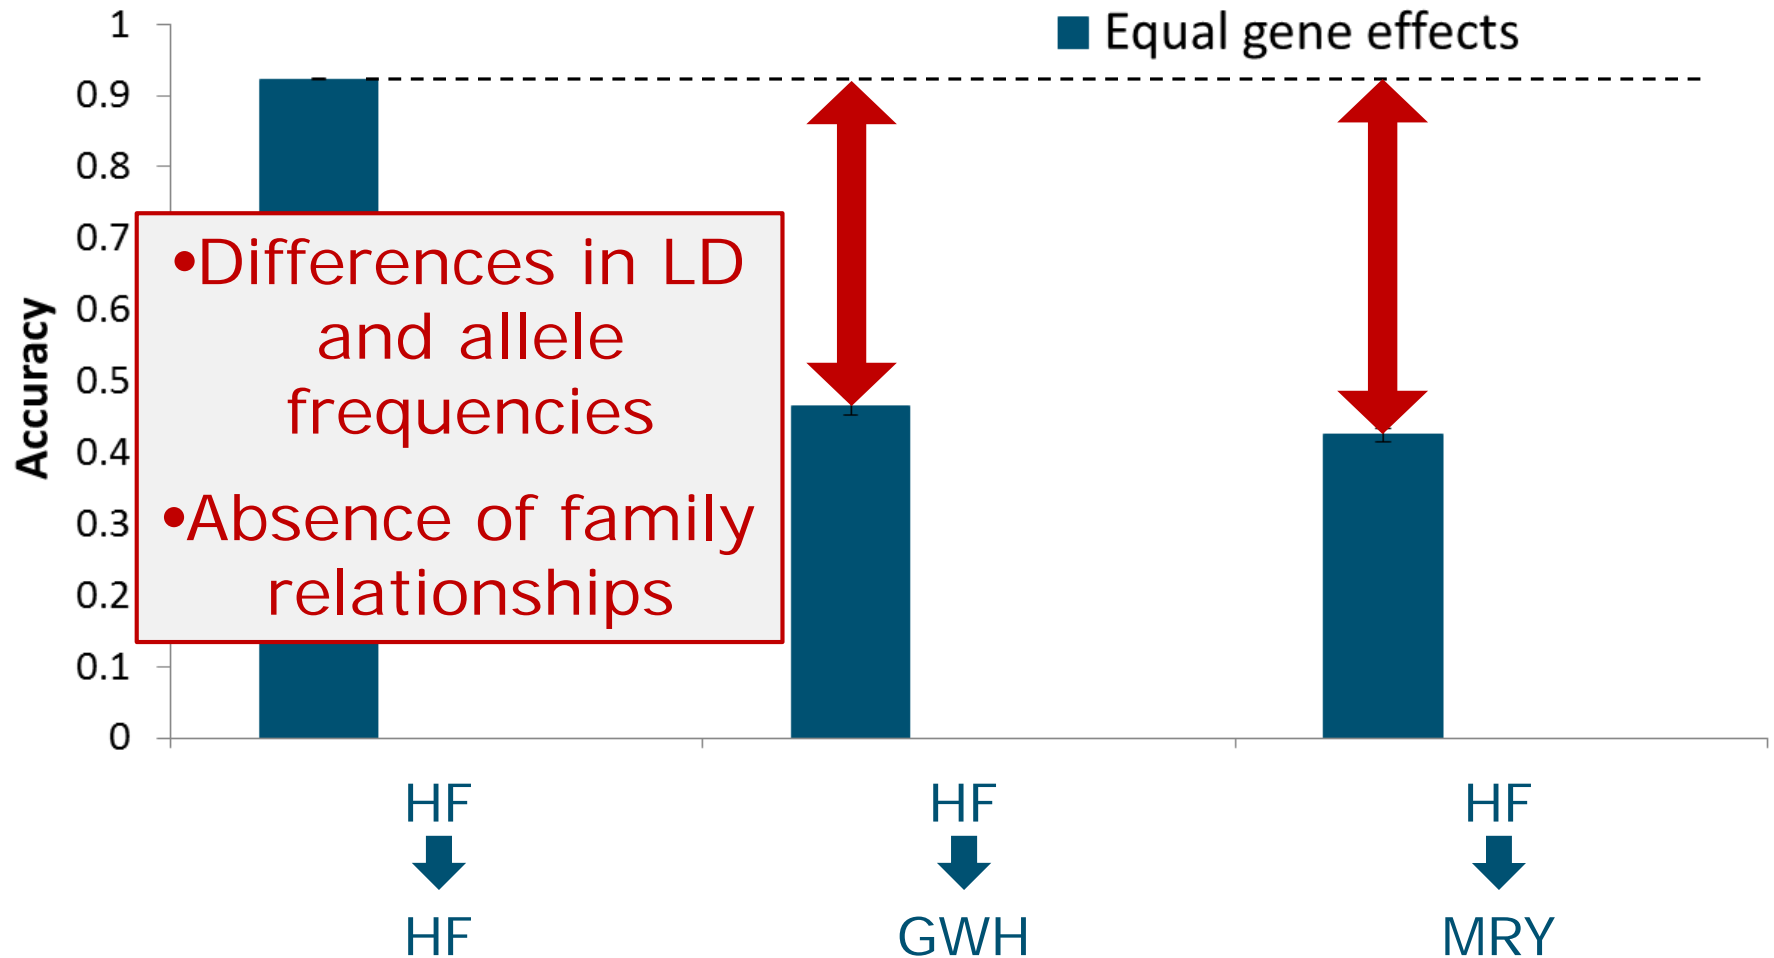 Equal gene effects
1
0.9
0.8
0.7
0.6
0.5
0.4
0.3
0.2
0.1
0
Accuracy
•Differences in LD
and allele
frequencies
•Absence of family
relationships
HF HF HF
HF GWH MRY